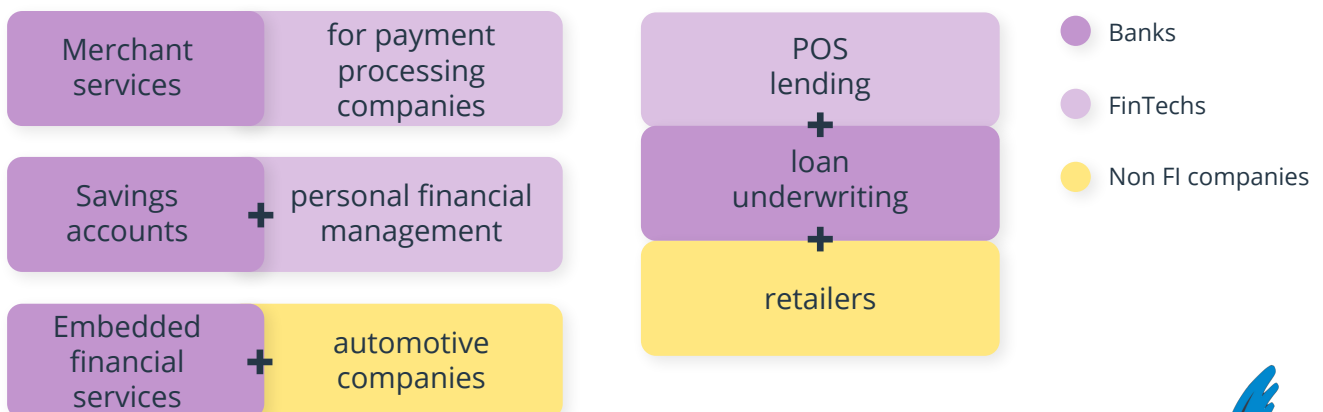 Merchant
services
for payment
processing
companies
Savings
accounts
+
personal financial
management
Embedded
financial
services
+
automotive
companies
POS
lending
+
loan
underwriting
+
retailers
Banks
FinTechs
Non FI companies